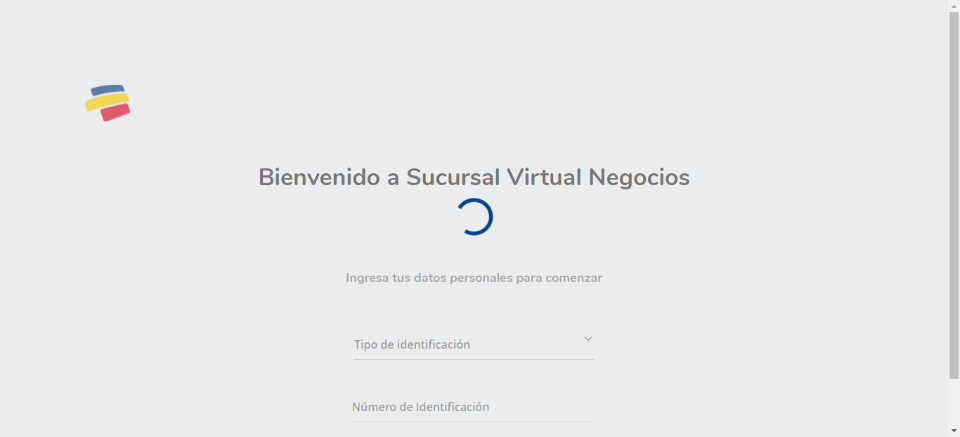 Bienvenido a Sucursal Virtual Negocios
Ingresa tus datos personales para comenzar
Tipo de identificación
Número de Identificación